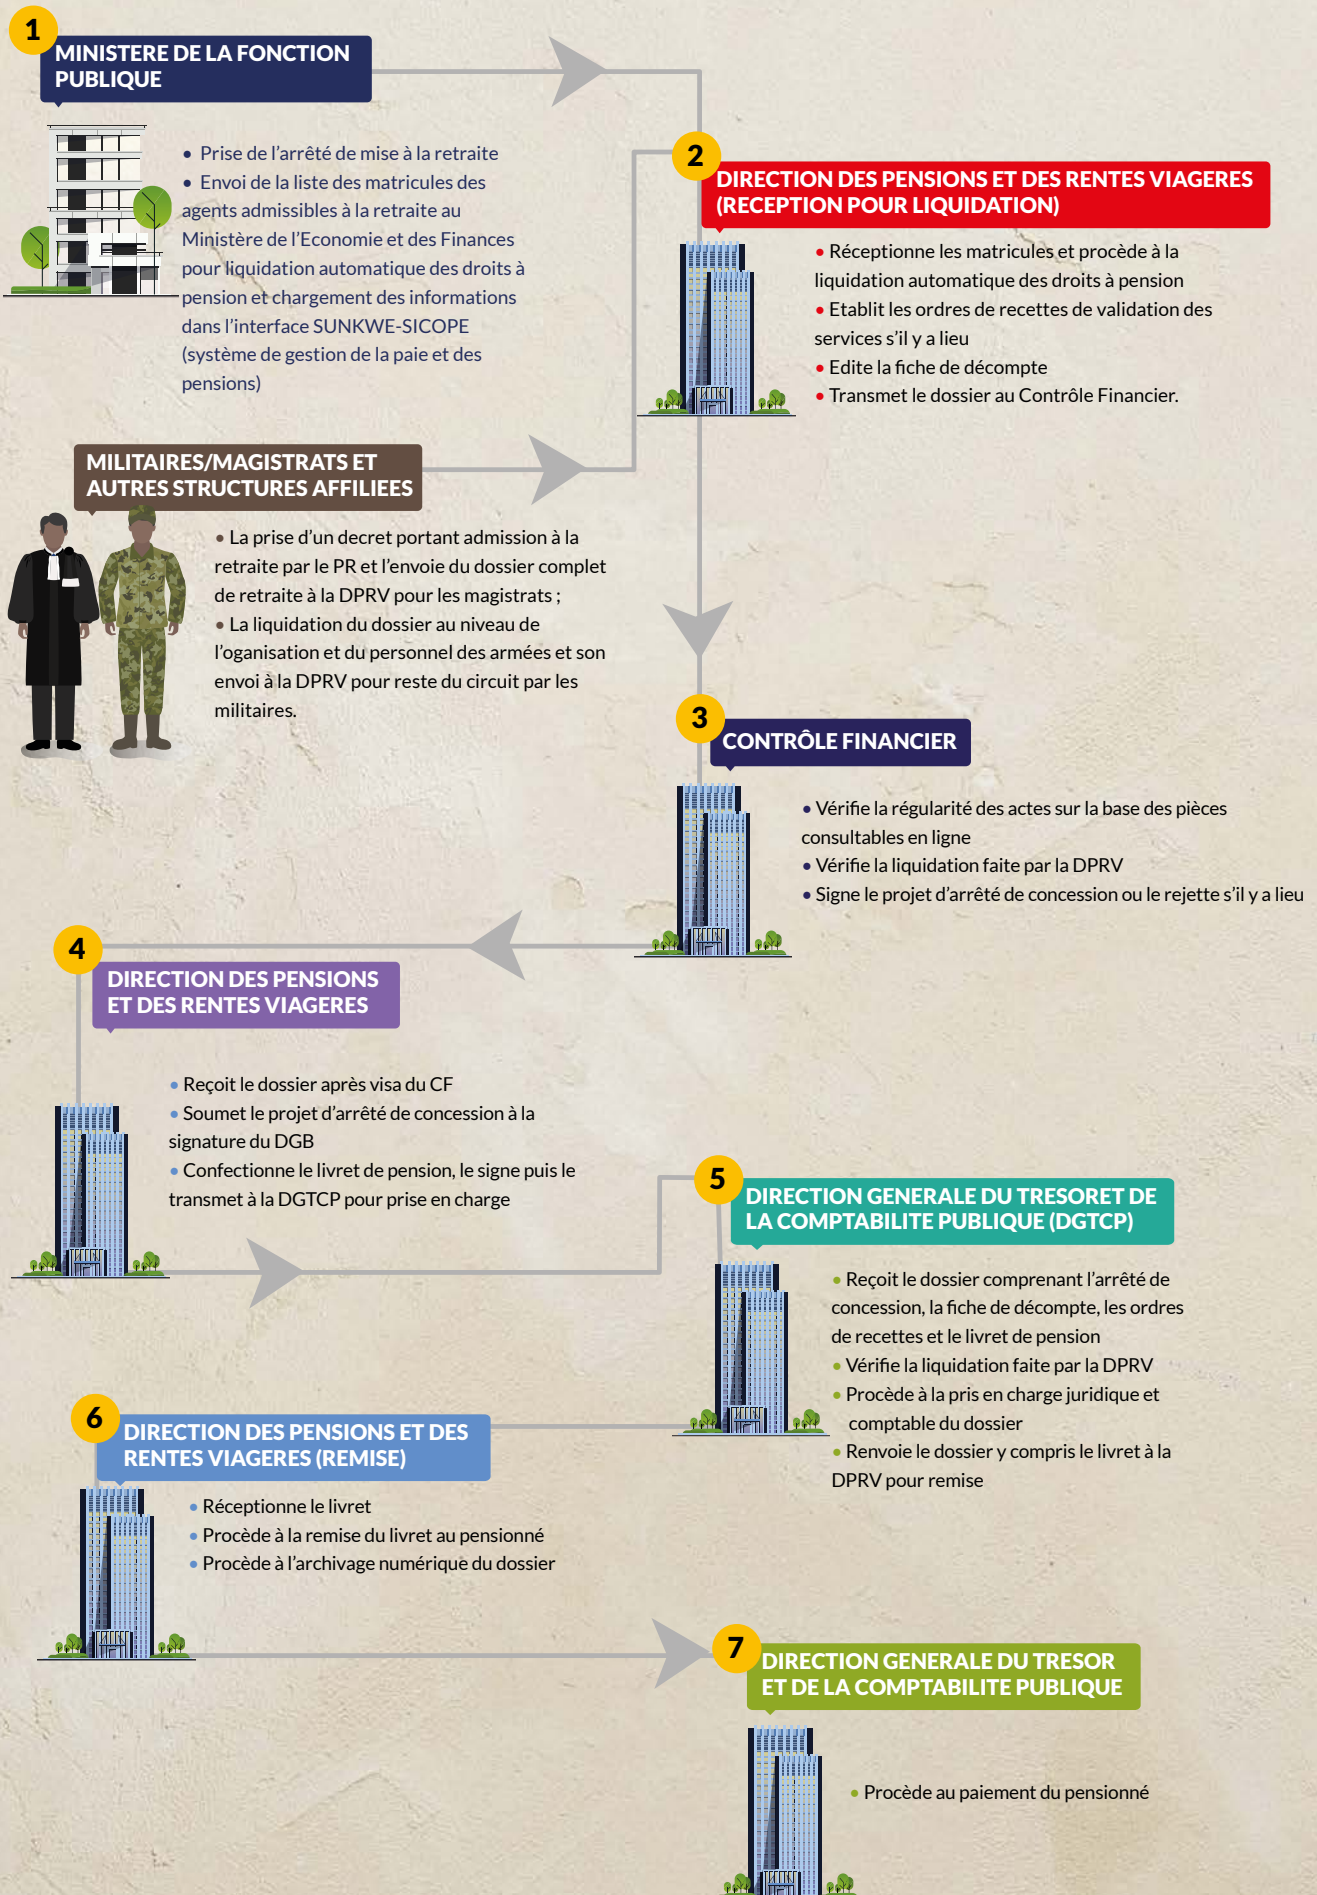 1
MINISTERE DE LA FONCTION
PUBLIQUE
• Prise de l'arrêté de mise à la retraite
• Envoi de la liste des matricules des
agents admissibles à la retraite au
Ministère de l'Economie et des Finances
pour liquidation automatique des droits à
pension et chargement des informations
dans l'interface SUNKWE-SICOPE
(système de gestion de la paie et des
pensions)
2
DIRECTION DES PENSIONS ET DES RENTES VIAGERES
(RECEPTION POUR LIQUIDATION)
• Réceptionne les matricules et procède à la
liquidation automatique des droits à pension
• Etablit les ordres de recettes de validation des
services s'il y a lieu
• Edite la fiche de décompte
• Transmet le dossier au Contrôle Financier.
MILITAIRES/MAGISTRATS ET
AUTRES STRUCTURES AFFILIEES
• La prise d'un decret portant admission à la
retraite par le PR et l'envoie du dossier complet
de retraite à la DPRV pour les magistrats ;
• La liquidation du dossier au niveau de
l'oganisation et du personnel des armées et son
envoi à la DPRV pour reste du circuit par les
militaires.
3
CONTRÔLE FINANCIER
• Vérifie la régularité des actes sur la base des pièces
consultables en ligne
• Vérifie la liquidation faite par la DPRV
• Signe le projet d'arrêté de concession ou le rejette s'il y a lieu
4
DIRECTION DES PENSIONS
ET DES RENTES VIAGERES
• Reçoit le dossier après visa du CF
• Soumet le projet d'arrêté de concession à la
signature du DGB
• Confectionne le livret de pension, le signe puis le
transmet à la DGTCP pour prise en charge
5
DIRECTION GENERALE DU TRESORET DE
LA COMPTABILITE PUBLIQUE (DGTCP)
• Reçoit le dossier comprenant l'arrêté de
concession, la fiche de décompte, les ordres
de recettes et le livret de pension
• Vérifie la liquidation faite par la DPRV
• Procède à la pris en charge juridique et
comptable du dossier
• Renvoie le dossier y compris le livret à la
DPRV pour remise
6
DIRECTION DES PENSIONS ET DES
RENTES VIAGERES (REMISE)
• Réceptionne le livret
• Procède à la remise du livret au pensionné
• Procède à l'archivage numérique du dossier
7
DIRECTION GENERALE DU TRESOR
ET DE LA COMPTABILITE PUBLIQUE
• Procède au paiement du pensionné